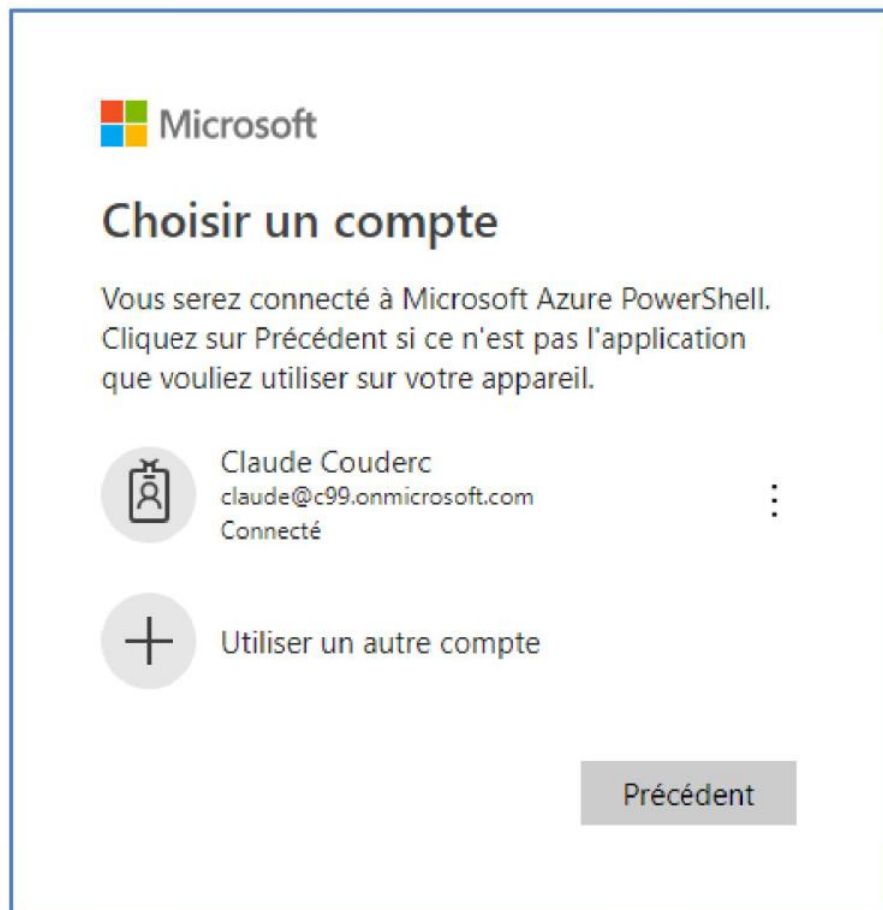 Microsoft
Choisir un compte
Vous serez connecté à Microsoft Azure PowerShell.
Cliquez sur Précédent si ce n'est pas l'application
que vouliez utiliser sur votre appareil.
Claude Couderc
claude@c99.onmicrosoft.com
Connecté
Utiliser un autre compte
Précédent